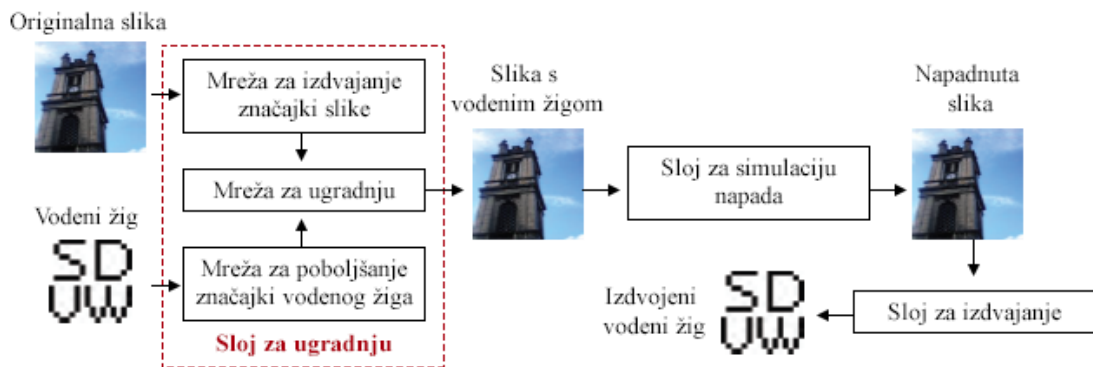 Originalna slika
Mreža za izdvajanje
značajki slike
Mreža za ugradnju
Vodeni žig
SD
UW
Mreža za poboljšanje
značajki vodenog žiga
Sloj za ugradnju
Slika s
vodenim žigom
Sloj za simulaciju
napada
Napadnuta
slika
Sloj za izdvajanje
Izdvojeni
vodeni žig
SD
UW